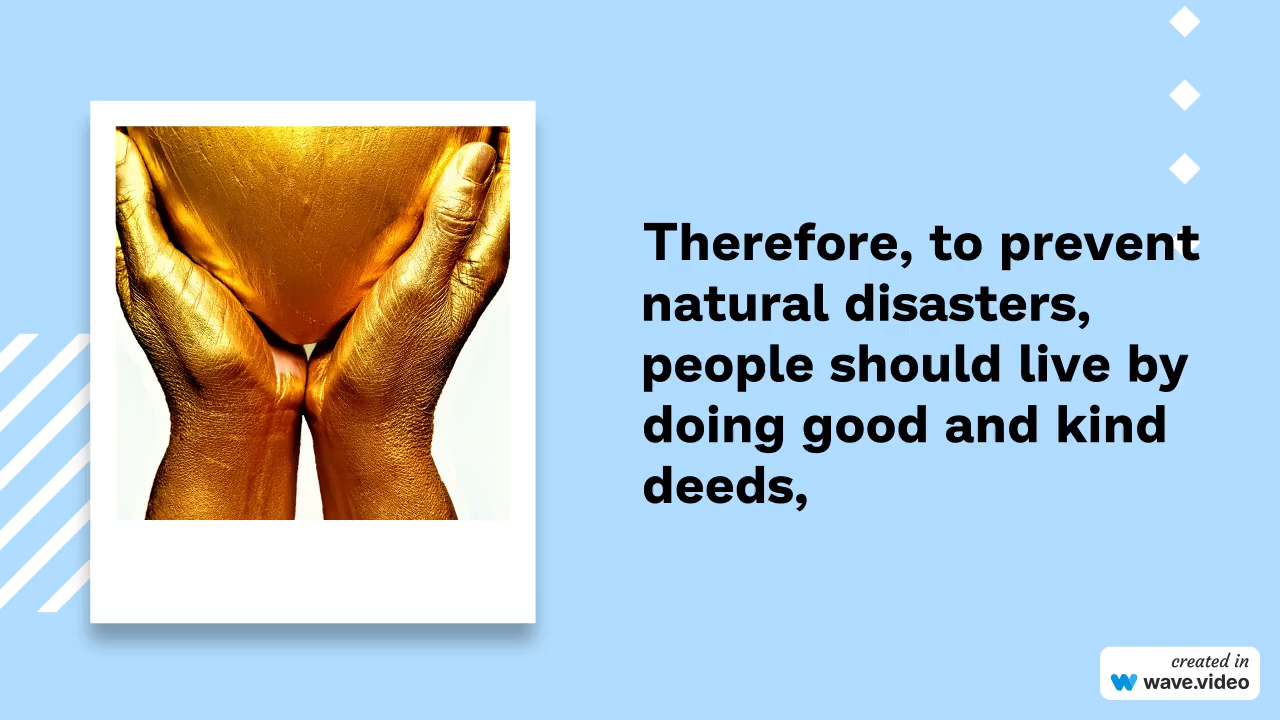 Therefore, to prevent
natural disasters,
people should live by
doing good and kind
deeds,
created in
wave.video